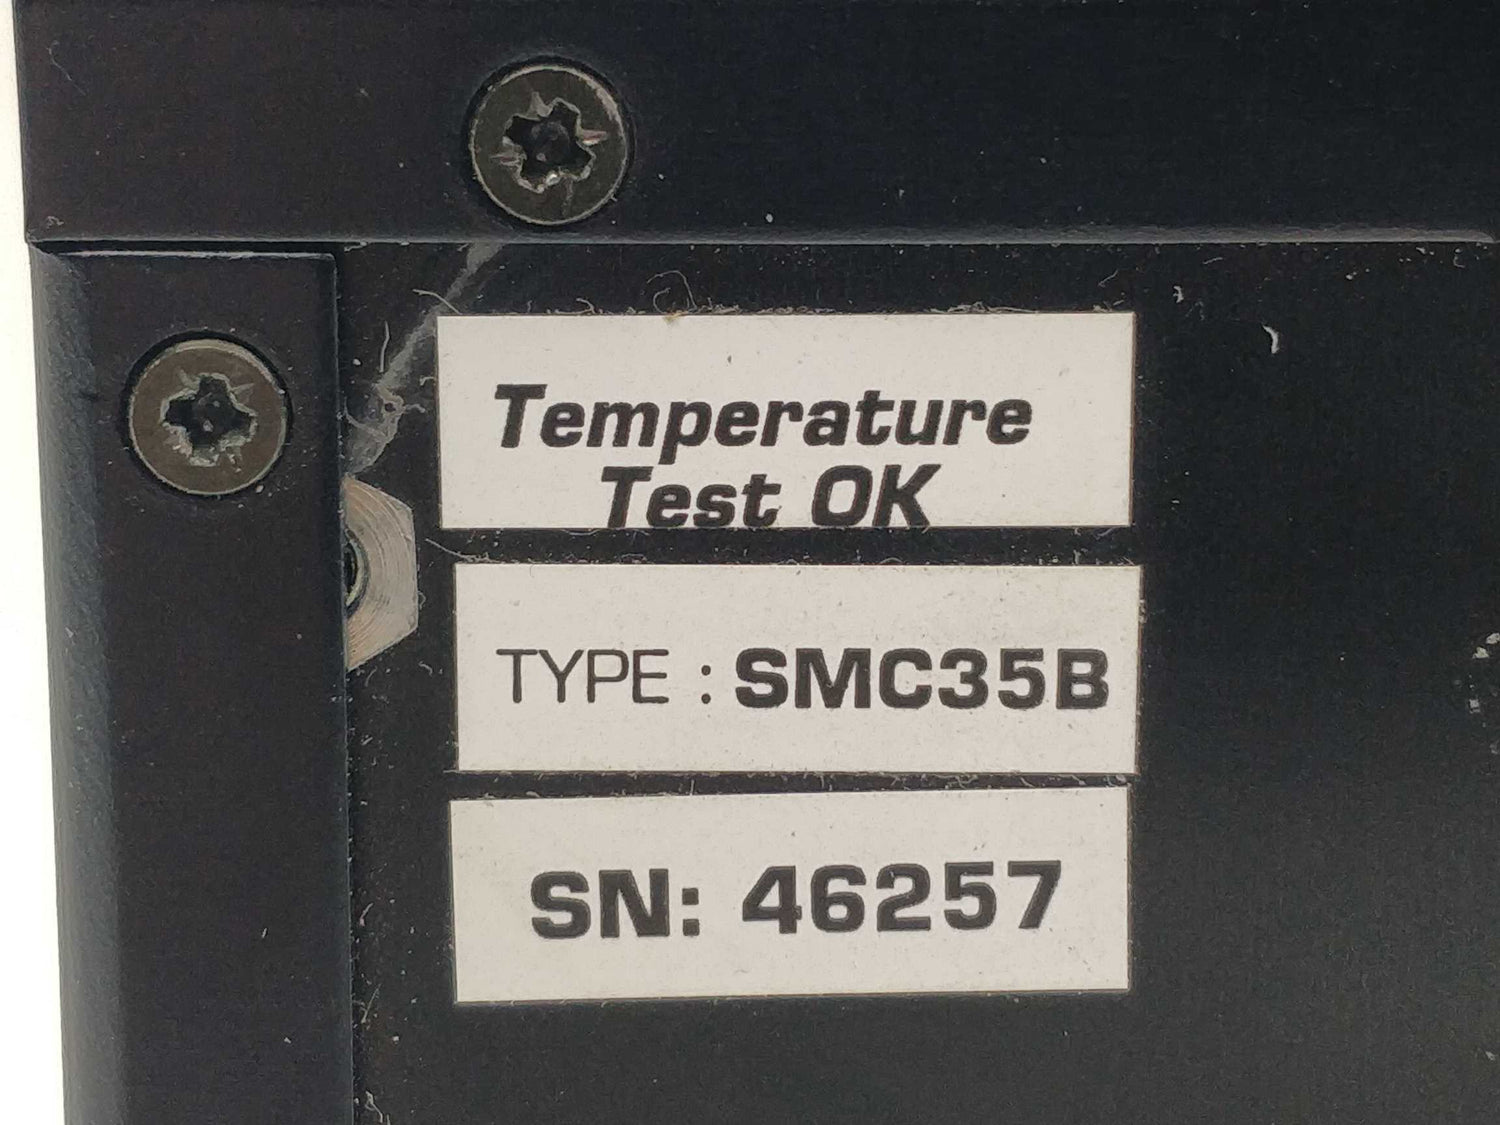 Temperature
Test OK
TYPE : SMC35B
SN: 46257